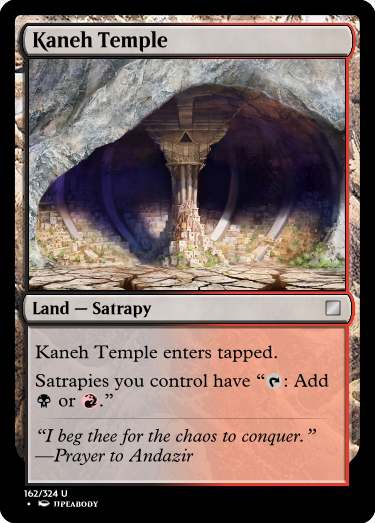 Kaneh Temple
Land — Satrapy
Kaneh Temple enters tapped.
Satrapies you control have “: Add
or .”
“I beg thee for the chaos to conquer.”
—Prayer to Andazir
162/324 U
• JJPEABODY